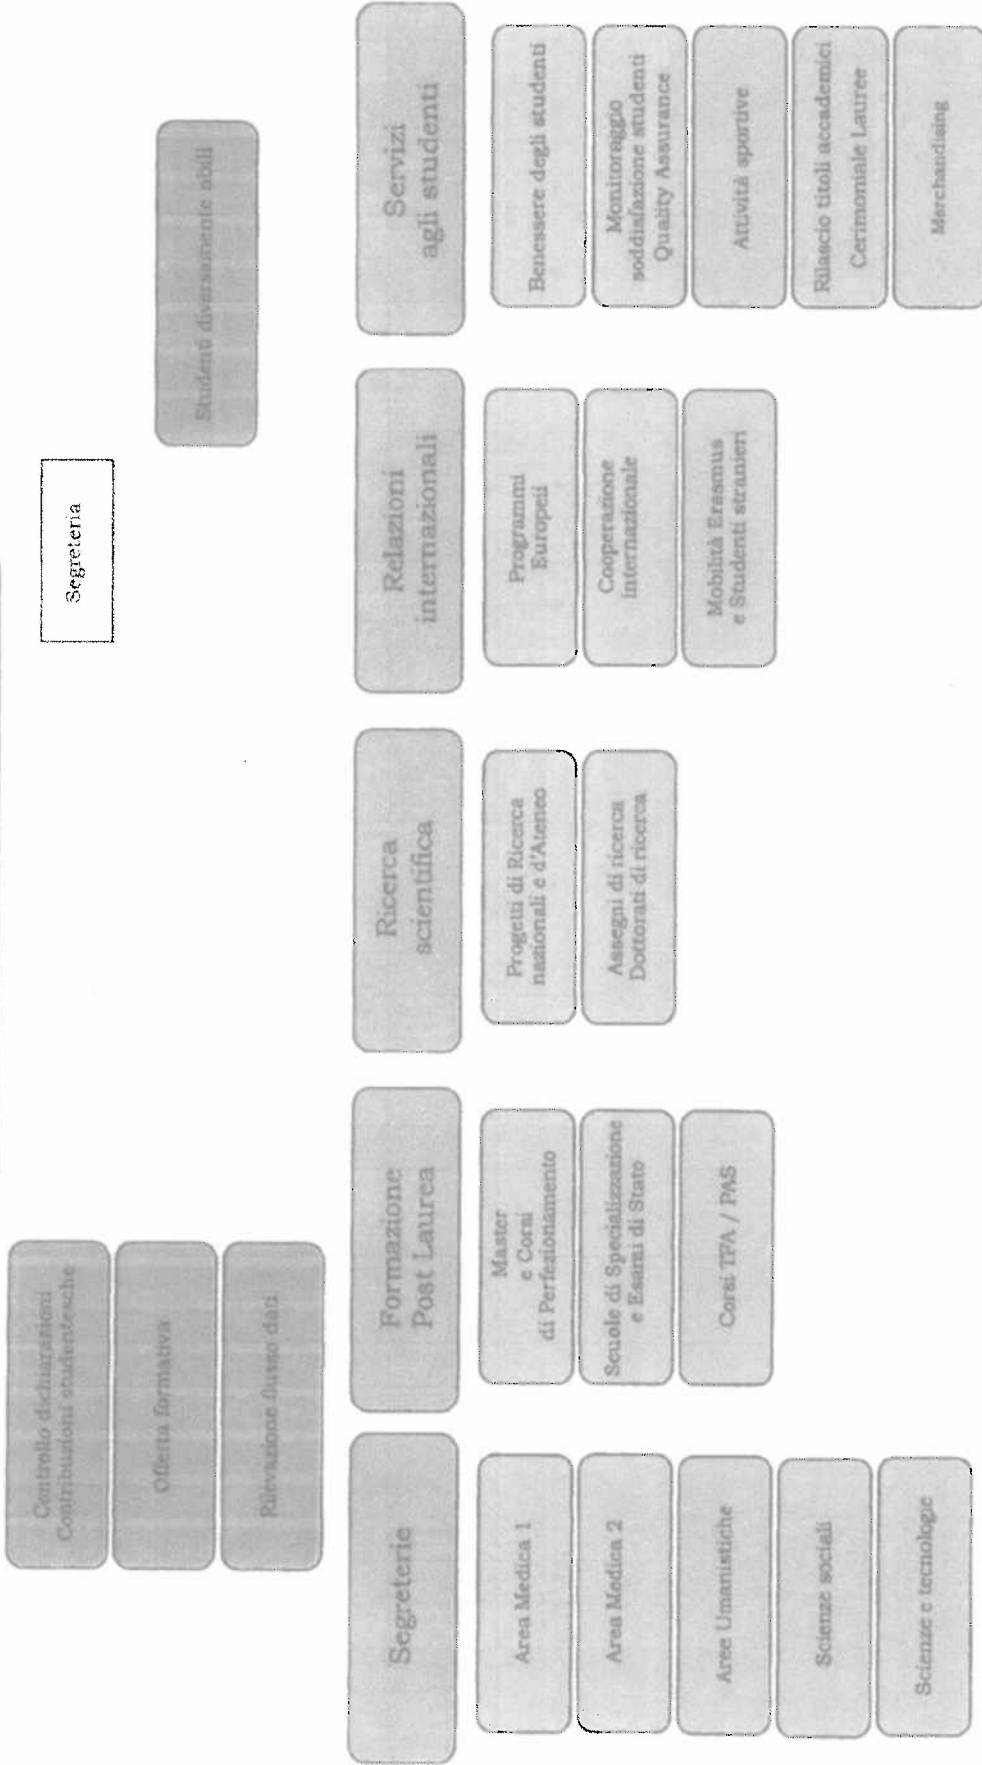 Segreteria
Controllo dichiarazioni
Contribuzioni studentesche
Offerta formativa
Rilevazione flusso dati
Studenti diversamente abili
Segreterie
Area Medica 1
Area Medica 2
Aree Umanistiche
Scienze sociali
Scienze e tecnologie
Formazione
Post Laurea
Master
e Corsi
di Perfezionamento
Scuole di Specializzazione
e Esami di Stato
Corsi TFA / PAS
Ricerca
scientifica
Progetti di Ricerca
nazionali e d'Ateneo
Assegni di ricerca
Dottorati di ricerca
Relazioni
internazionali
Programmi
Europeii
Cooperazione
internazionale
Mobilità Erasmus
e Studenti stranieri
Servizi
agli studenti
Benessere degli studenti
Monitoraggo
soddisfazione studenti
Quality Assurance
Attività sportive
Rilascio titoli accademici
Cerimoniale Lauree
Merchandising